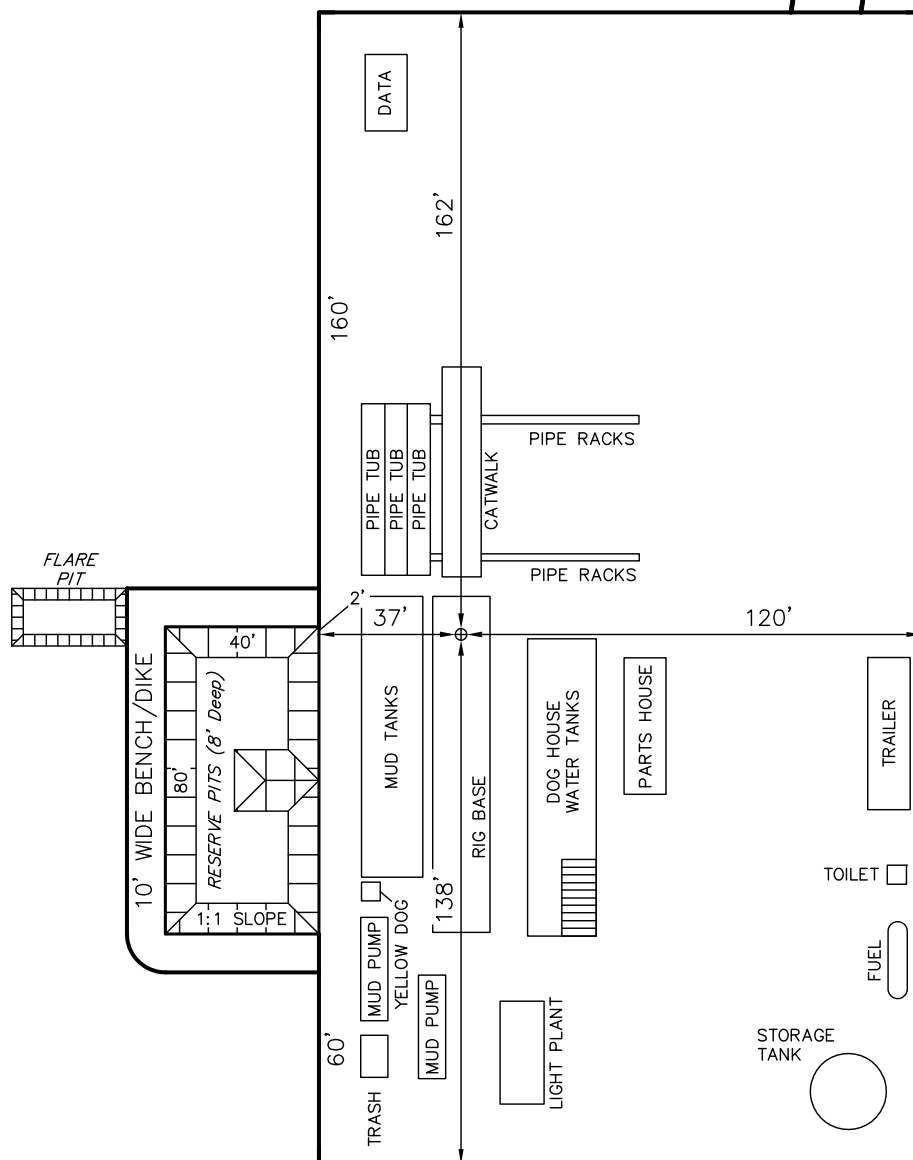 DATA
162'
160'
PIPE TUB
PIPE TUB
PIPE TUB
CATWALK
PIPE RACKS
PIPE RACKS
FLARE
PIT
2'
37'
120'
40'
10' WIDE BENCH/DIKE
80'
RESERVE PITS (8' Deep)
1:1 SLOPE
MUD TANKS
RIG BASE
138'
DOG HOUSE
WATER TANKS
PARTS HOUSE
TRAILER
TOILET
YELLOW DOG
MUD PUMP
MUD PUMP
FUEL
60'
TRASH
LIGHT PLANT
STORAGE
TANK